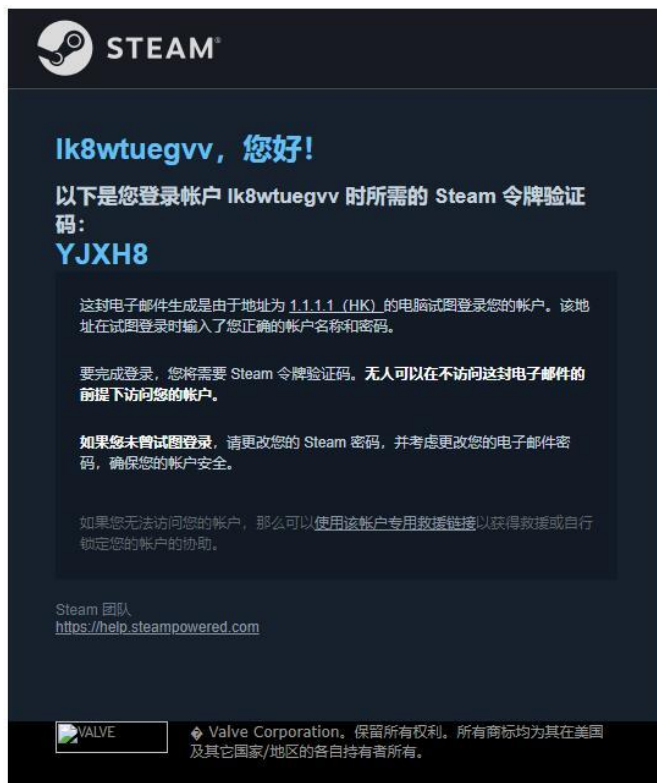 STEAM®
lk8wtuegvv，您好！
以下是您登录帐户 lk8wtuegvv 时所需的 Steam 令牌验证
码：
YJXH8
这封电子邮件生成是由于地址为 1.1.1.1（HK）的电脑试图登录您的帐户。该地
址在试图登录时输入了您正确的帐户名称和密码。
要完成登录，您将需要 Steam 令牌验证码。无人可以在不访问这封电子邮件的
前提下访问您的帐户。
如果您未曾试图登录，请更改您的 Steam 密码，并考虑更改您的电子邮件密
码，确保您的帐户安全。
如果您无法访问您的帐户，那么可以使用该帐户专用救援链接以获得救援或自行
锁定您的帐户的协助。
Steam 团队
https://help.steampowered.com
VALVE
� Valve Corporation。保留所有权利。所有商标均为其在美国
及其它国家/地区的各自持有者所有。